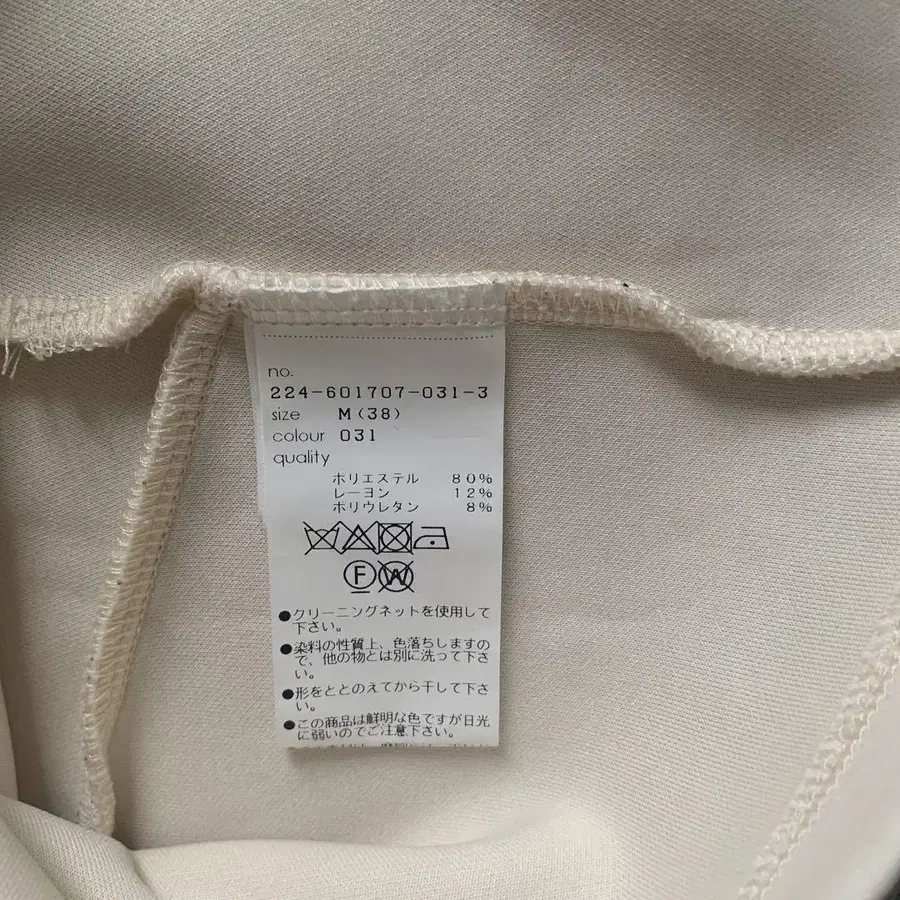 no.
224-601707-031-3
size M(38)
colour 031
quality
ポリエステル 80%
レーヨン 12%
ポリウレタン 8%
F W
●クリーニングネットを使用して
下さい。
●染料の性質上、色落ちしますの
で、他の物とは別に洗って下さ
い。
●形をととのえてから干して下さ
い。
●この商品は鮮明な色ですが日光
に弱いのでご注意下さい。